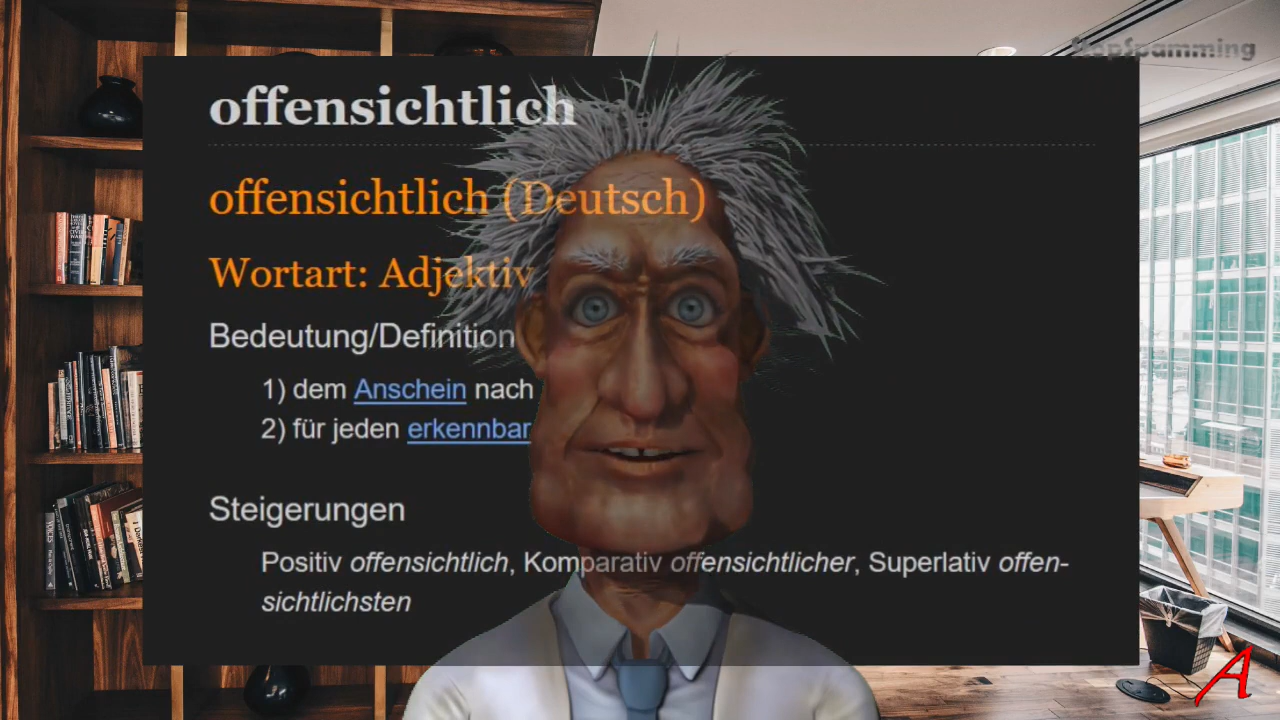 StopSpamming
offensichtlich
offensichtlich (Deutsch)
Wortart: Adjektiv
Bedeutung/Definition
1) dem Anschein nach
2) für jeden erkennbar
Steigerungen
Positiv offensichtlich, Komparativ offensichtlicher, Superlativ offen-
sichtlichsten
A